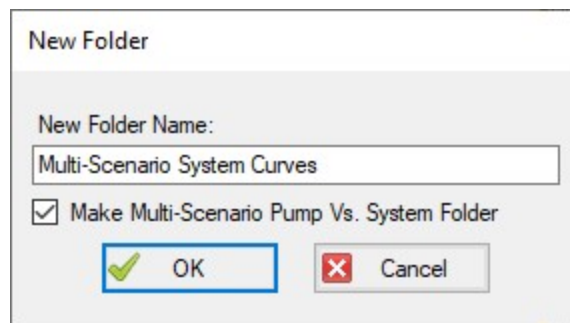 New Folder
New Folder Name:
Multi-Scenario System Curves
Make Multi-Scenario Pump Vs. System Folder
OK
Cancel